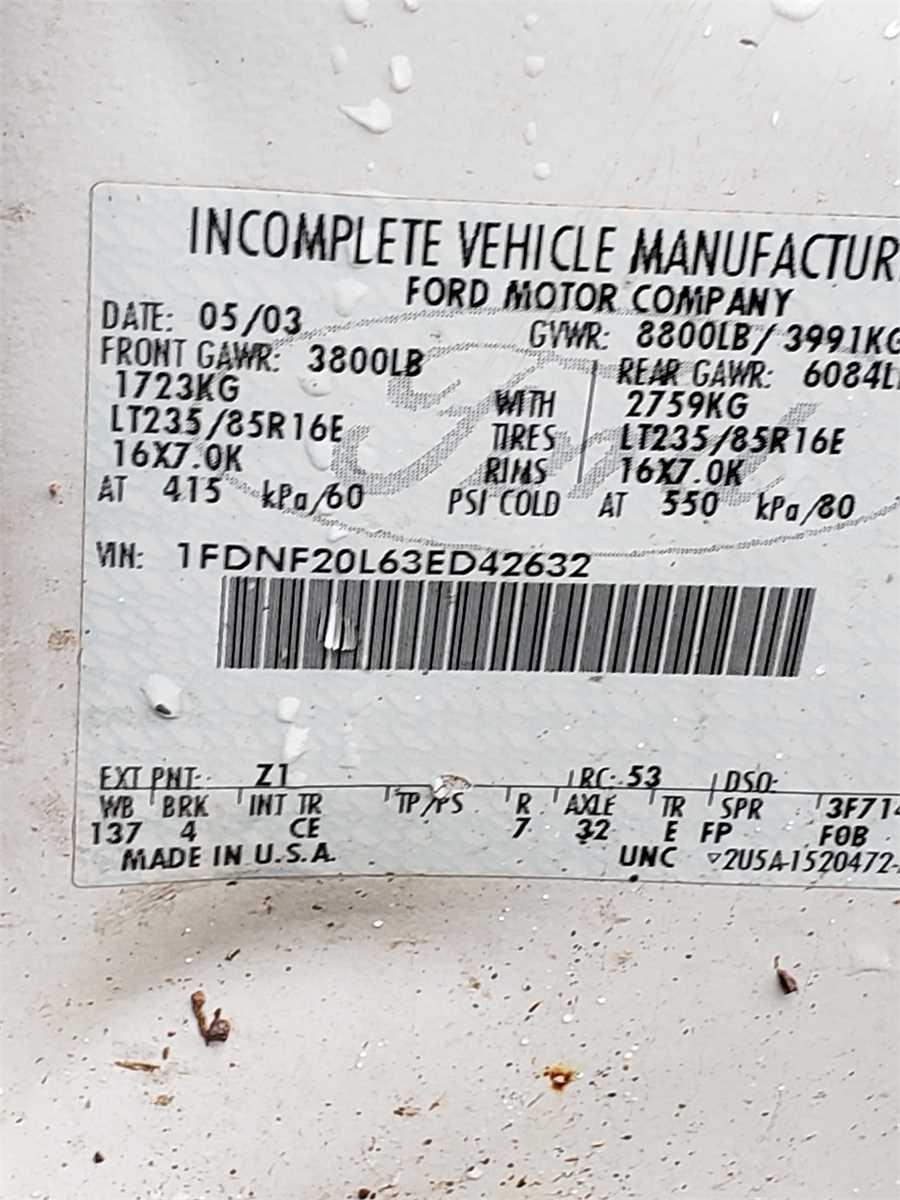 INCOMPLETE VEHICLE MANUFACTUR
FORD MOTOR COMPANY
DATE: 05/03 GVWR: 8800LB/ 3991KG
FRONT GAWR: 3800LB REAR GAWR: 6084L
1723KG WITH 2759KG
LT235/85R16E TIRES LT235/85R16E
16X7.0K RIMS 16X7.0K
AT 415 kPa/60 PSI COLD AT 550 kPa/80
VIN: 1FDNF20L63ED42632
EXT PNT: Z1 RC: 53 DSO:
WB BRK INT TR TP/PS R AXLE TR SPR 3F714
137 4 CE 7 32 E FP FOB
MADE IN U.S.A. UNC ▽2U5A-1520472-
Ford